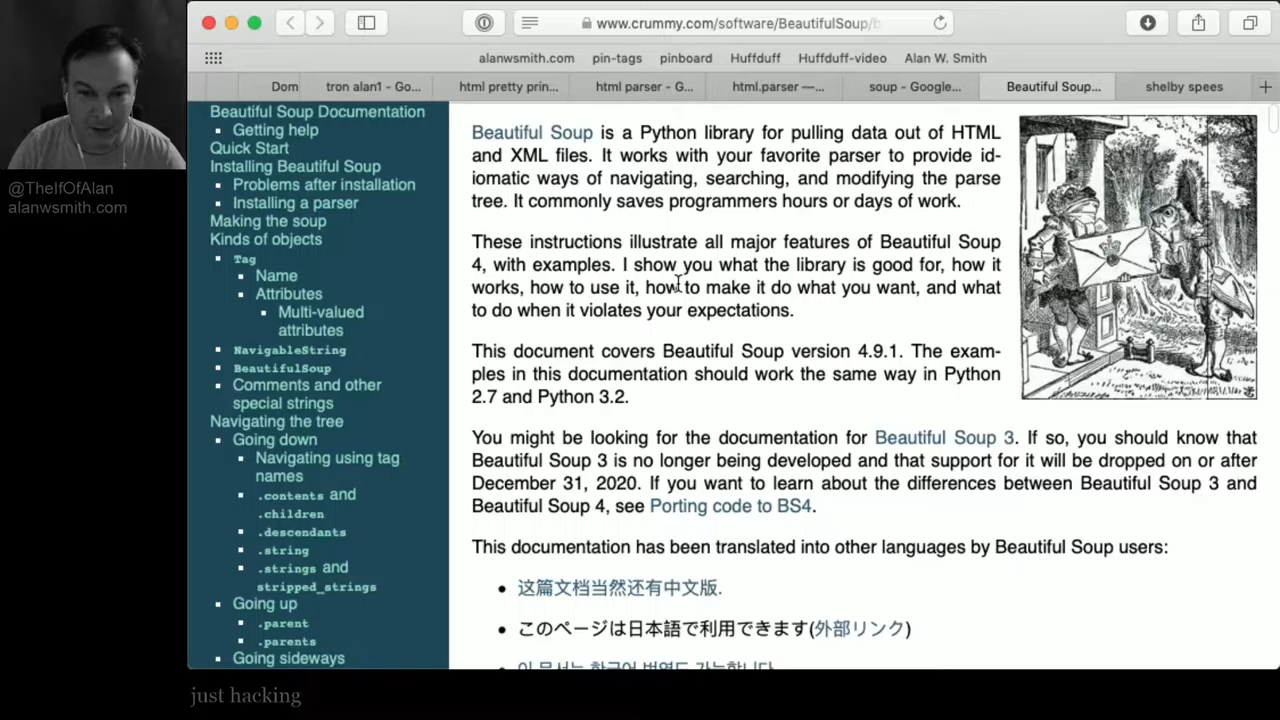 www.crummy.com/software/BeautifulSoup/b
alanwsmith.com pin-tags pinboard Huffduff Huffduff-video Alan W. Smith
Dom tron alan1 - Go... html pretty prin... html parser - G... html.parser —... soup - Google... Beautiful Soup... shelby spees
@TheIfOfAlan
alanwsmith.com
Beautiful Soup Documentation
Getting help
Quick Start
Installing Beautiful Soup
Problems after installation
Installing a parser
Making the soup
Kinds of objects
Tag
Name
Attributes
Multi-valued
attributes
NavigableString
BeautifulSoup
Comments and other
special strings
Navigating the tree
Going down
Navigating using tag
names
.contents and
.children
.descendants
.string
.strings and
stripped_strings
Going up
.parent
.parents
Going sideways
Beautiful Soup is a Python library for pulling data out of HTML
and XML files. It works with your favorite parser to provide id-
iomatic ways of navigating, searching, and modifying the parse
tree. It commonly saves programmers hours or days of work.
These instructions illustrate all major features of Beautiful Soup
4, with examples. I show you what the library is good for, how it
works, how to use it, how to make it do what you want, and what
to do when it violates your expectations.
This document covers Beautiful Soup version 4.9.1. The exam-
ples in this documentation should work the same way in Python
2.7 and Python 3.2.
You might be looking for the documentation for Beautiful Soup 3. If so, you should know that
Beautiful Soup 3 is no longer being developed and that support for it will be dropped on or after
December 31, 2020. If you want to learn about the differences between Beautiful Soup 3 and
Beautiful Soup 4, see Porting code to BS4.
This documentation has been translated into other languages by Beautiful Soup users:
这篇文档当然还有中文版.
このページは日本語で利用できます(外部リンク)
이 문서는 한국어 번역도 가능합니다.
just hacking